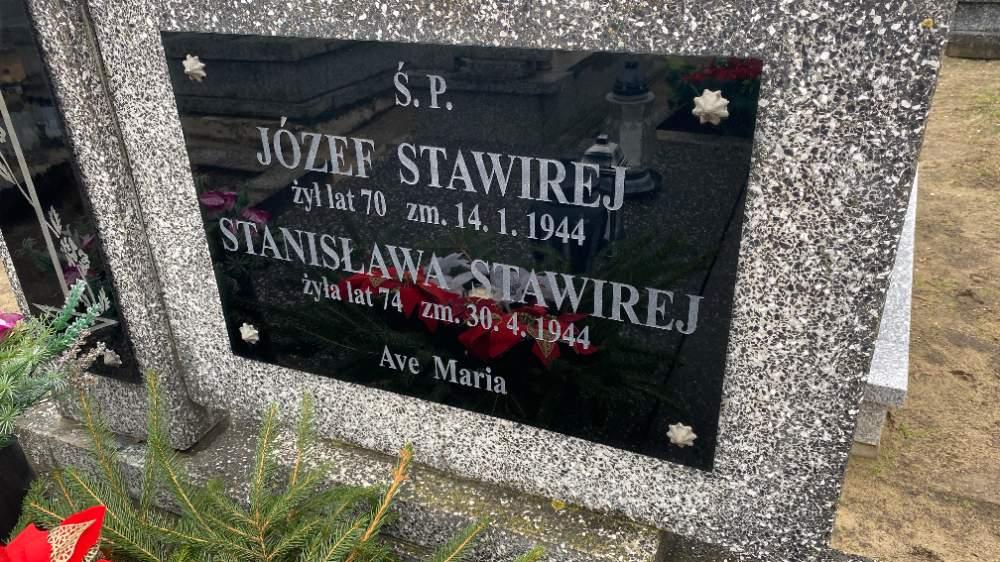 Ś. P.
JÓZEF STAWIREJ
żył lat 70 zm. 14. 1. 1944
STANISŁAWA STAWIREJ
żyła lat 74 zm. 30. 4. 1944
Ave Maria